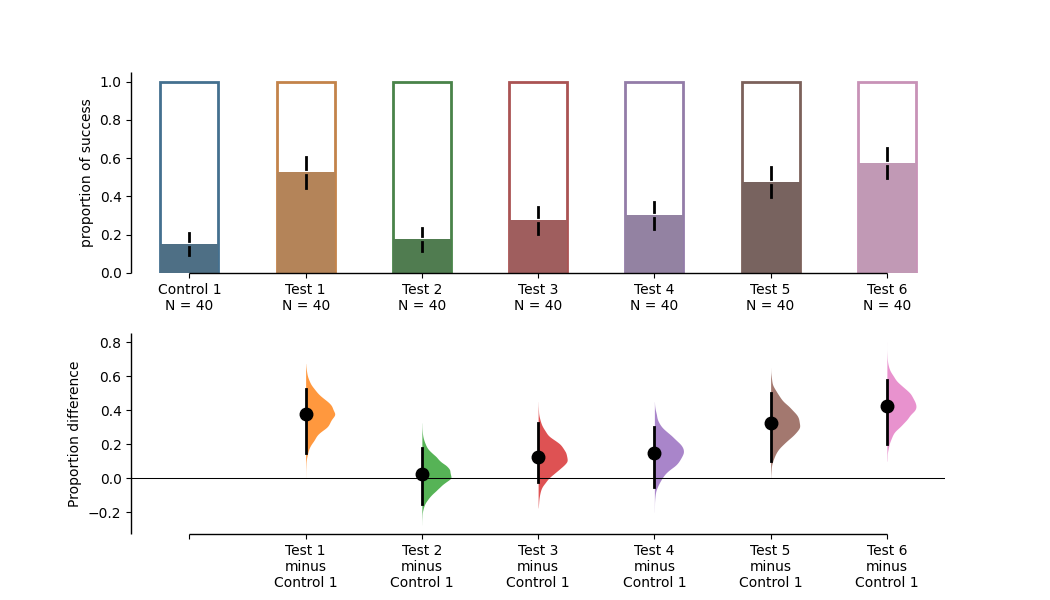 proportion of success
1.0
0.8
0.6
0.4
0.2
0.0
Control 1 Test 1 Test 2 Test 3 Test 4 Test 5 Test 6
N = 40 N = 40 N = 40 N = 40 N = 40 N = 40 N = 40
Proportion difference
0.8
0.6
0.4
0.2
0.0
−0.2
Test 1 Test 2 Test 3 Test 4 Test 5 Test 6
minus minus minus minus minus minus
Control 1 Control 1 Control 1 Control 1 Control 1 Control 1